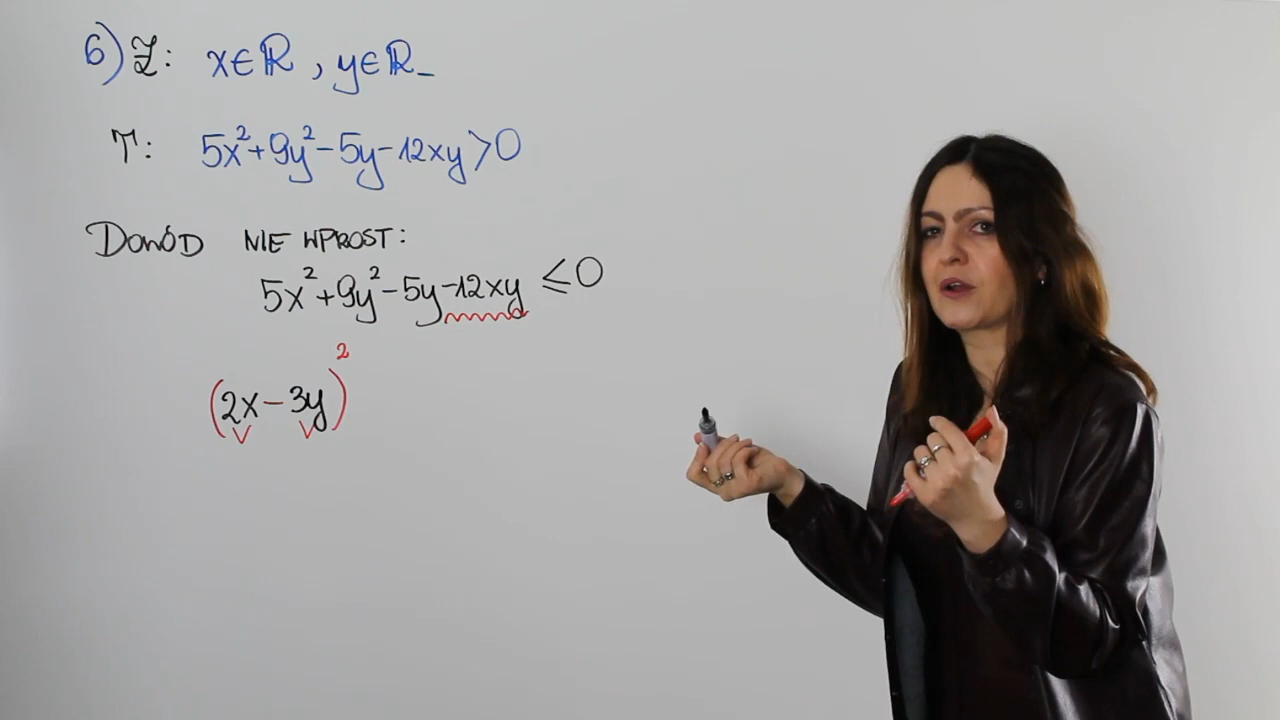 6) Z: x∈ℝ, y∈ℝ_
T: 5x²+9y²-5y-12xy>0
DOWÓD NIE WPROST:
5x²+9y²-5y-12xy ≤0
(2x-3y)²